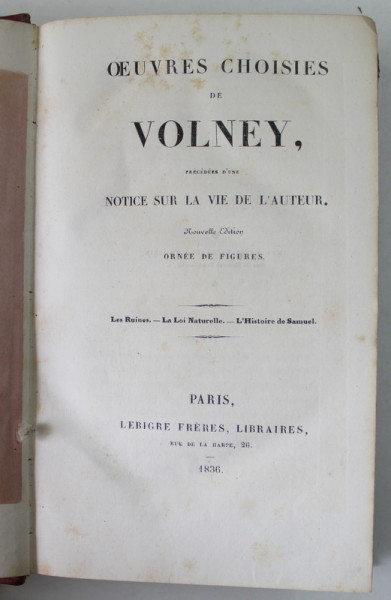 ŒUVRES CHOISIES
DE
VOLNEY,
PRÉCÉDÉES D'UNE
NOTICE SUR LA VIE DE L'AUTEUR.
Nouvelle Edition
ORNÉE DE FIGURES.
Les Ruines. — La Loi Naturelle. — L'Histoire de Samuel.
PARIS,
LEBIGRE FRÈRES, LIBRAIRES,
RUE DE LA HARPE, 26.
1836.